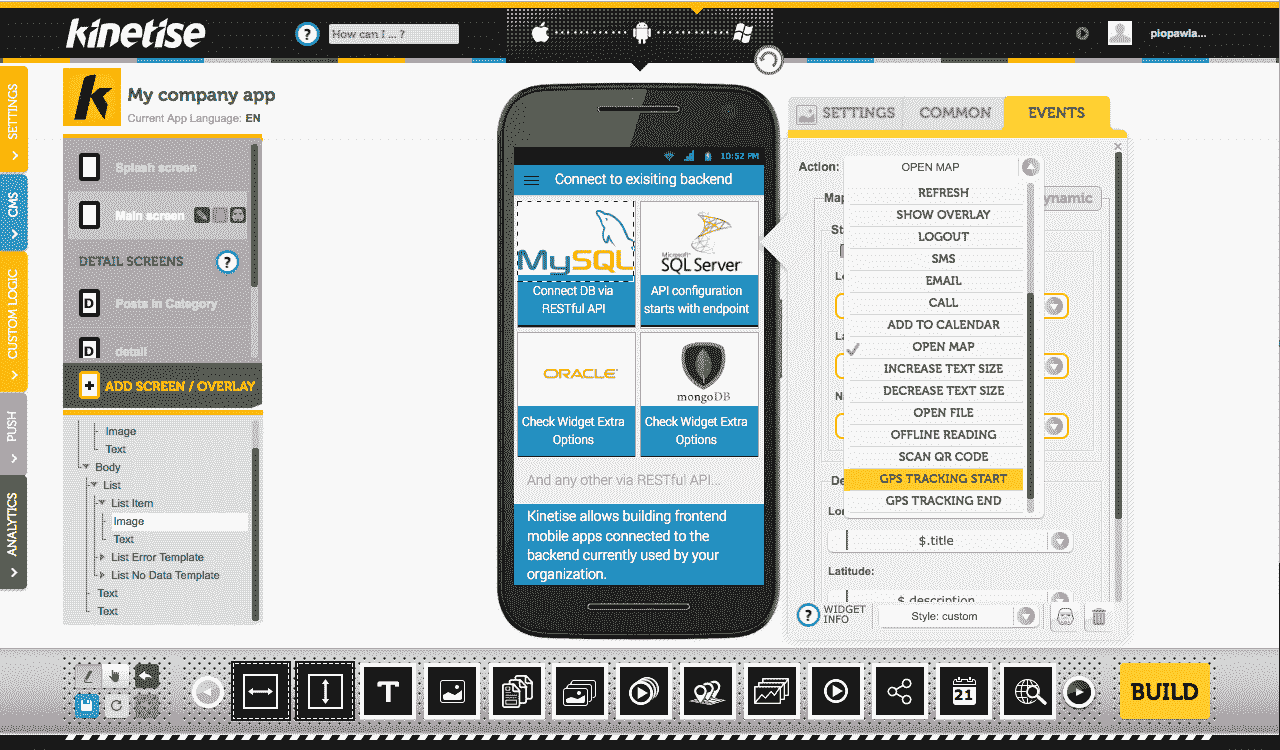 kinetise
?
How can I ... ?
piopawla...
SETTINGS
CMS
CUSTOM LOGIC
PUSH
ANALYTICS
k
My company app
Current App Language: EN
Splash screen
Main screen
DETAIL SCREENS
?
D
Posts in Category
D
detail
+
ADD SCREEN / OVERLAY
Image
Text
Body
List
List Item
Image
Text
List Error Template
List No Data Template
Text
Text
10:52 PM
Connect to exisiting backend
MySQL
Microsoft
SQL Server
Connect DB via
RESTful API
API configuration
starts with endpoint
ORACLE
mongoDB
Check Widget Extra
Options
Check Widget Extra
Options
And any other via RESTful API...
Kinetise allows building frontend
mobile apps connected to the
backend currently used by your
organization.
SETTINGS
COMMON
EVENTS
Action:
OPEN MAP
REFRESH
SHOW OVERLAY
LOGOUT
SMS
EMAIL
CALL
ADD TO CALENDAR
OPEN MAP
INCREASE TEXT SIZE
DECREASE TEXT SIZE
OPEN FILE
OFFLINE READING
SCAN QR CODE
GPS TRACKING START
GPS TRACKING END
Map
ynamic
St
Lo
La
N
De
Lo
$.title
Latitude:
$.description
?
WIDGET
INFO
Style: custom
T
21
BUILD